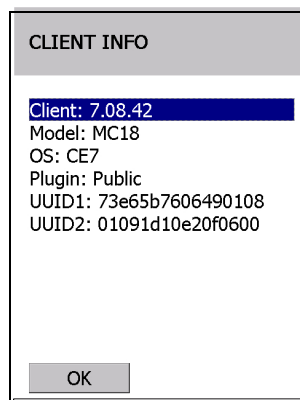 CLIENT INFO
Client: 7.08.42
Model: MC18
OS: CE7
Plugin: Public
UUID1: 73e65b7606490108
UUID2: 01091d10e20f0600
OK